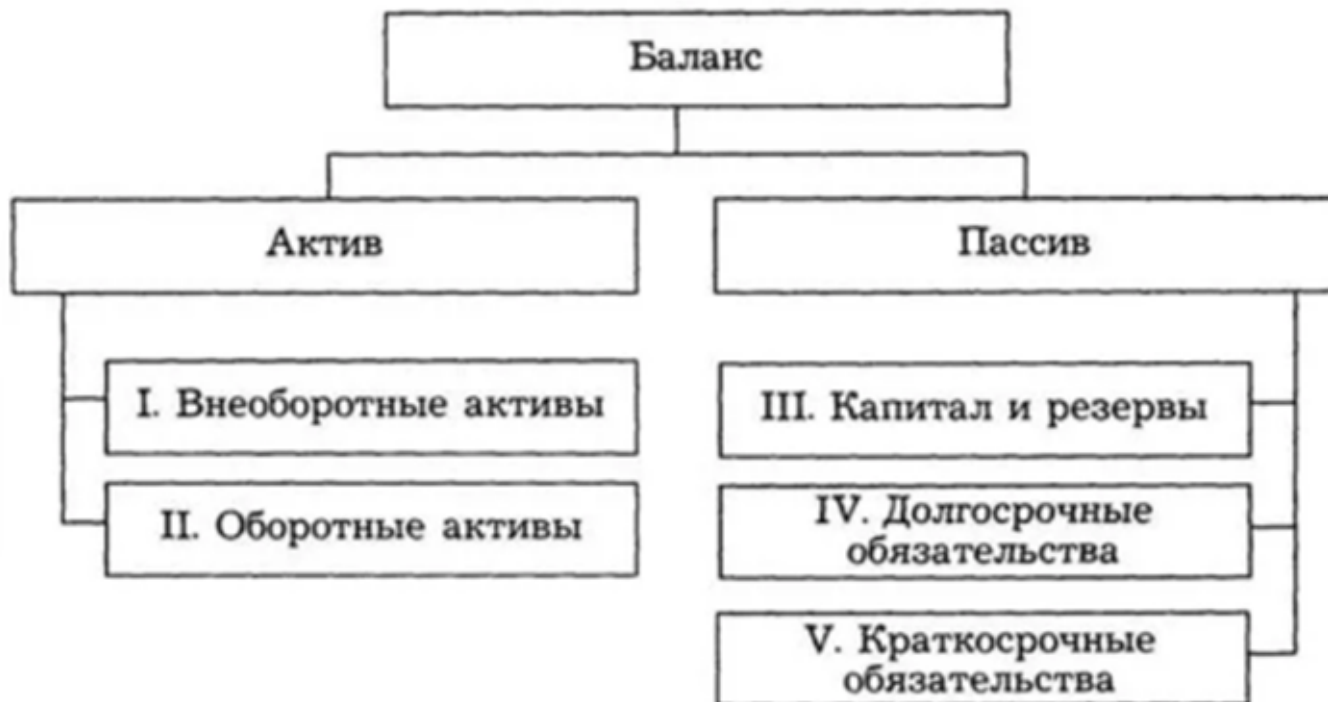 Баланс
Актив
Пассив
I. Внеоборотные активы
II. Оборотные активы
III. Капитал и резервы
IV. Долгосрочные
обязательства
V. Краткосрочные
обязательства